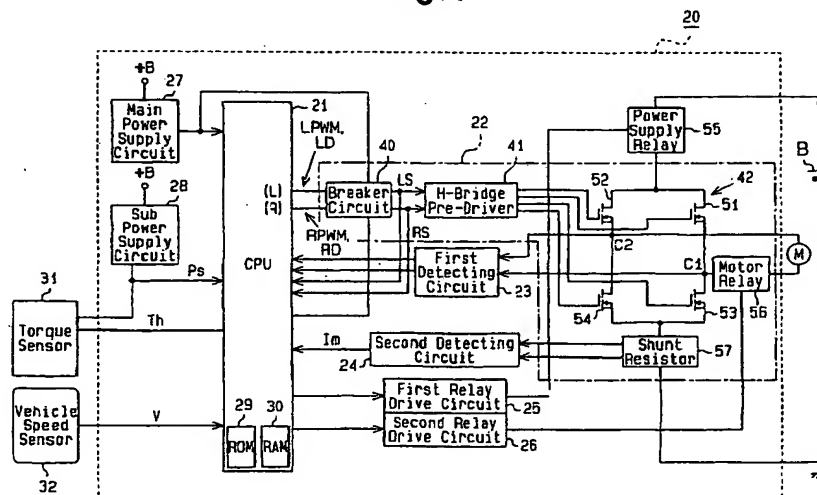 20
+B
27
Main
Power
Supply
Circuit
+B
28
Sub
Power
Supply
Circuit
21
LPWM,
LD
22
40
LS
41
Power
Supply
Relay
55
B
(L)
(R)
Breaker
Circuit
H-Bridge
Pre-Driver
52
42
51
RPWM,
RD
RS
CPU
C2
M
31
Ps
First
Detecting
Circuit
23
C1
Motor
Relay
56
Torque
Sensor
Th
54
53
Im
Second Detecting
Circuit
24
Shunt
Resistor
57
Vehicle
Speed
Sensor
32
V
29
30
ROM
RAM
First Relay
Drive Circuit
25
Second Relay
Drive Circuit
26